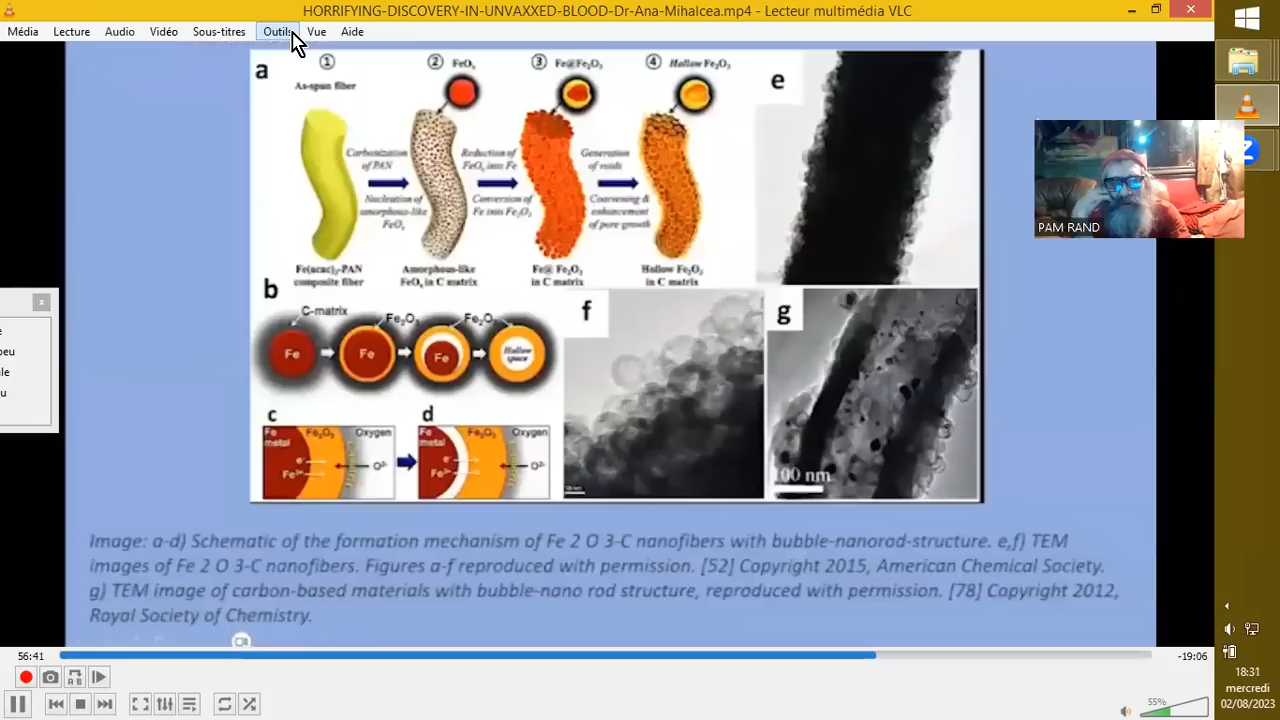 HORRIFYING-DISCOVERY-IN-UNVAXXED-BLOOD-Dr-Ana-Mihalcea.mp4 - Lecteur multimédia VLC
Média Lecture Audio Vidéo Sous-titres Outils Vue Aide
a
① ② ③ ④
As-spun fiber
FeOₓ
Fe@Fe₂O₃
Hollow Fe₂O₃
Carbonization of PAN
Nucleation of amorphous-like FeOₓ
Reduction of FeOₓ into Fe
Conversion of Fe into Fe₂O₃
Generation of voids
Coarsening & enhancement of pore growth
Fe(acac)₃-PAN composite fiber
Amorphous-like FeOₓ in C matrix
Fe@ Fe₂O₃ in C matrix
Hollow Fe₂O₃ in C matrix
b
C-matrix
Fe₂O₃
Fe₂O₃
Fe
Fe
Fe
Hollow space
c
Fe metal
Fe₂O₃
Oxygen
e⁻
Fe³⁺
O²⁻
d
Fe metal
Fe₂O₃
Oxygen
e⁻
Fe³⁺
O²⁻
e
f
g
100 nm
PAM RAND
Image: a-d) Schematic of the formation mechanism of Fe 2 O 3-C nanofibers with bubble-nanorod-structure. e,f) TEM
images of Fe 2 O 3-C nanofibers. Figures a-f reproduced with permission. [52] Copyright 2015, American Chemical Society.
g) TEM image of carbon-based materials with bubble-nano rod structure, reproduced with permission. [78] Copyright 2012,
Royal Society of Chemistry.
56:41
-19:06
55%
18:31
mercredi
02/08/2023